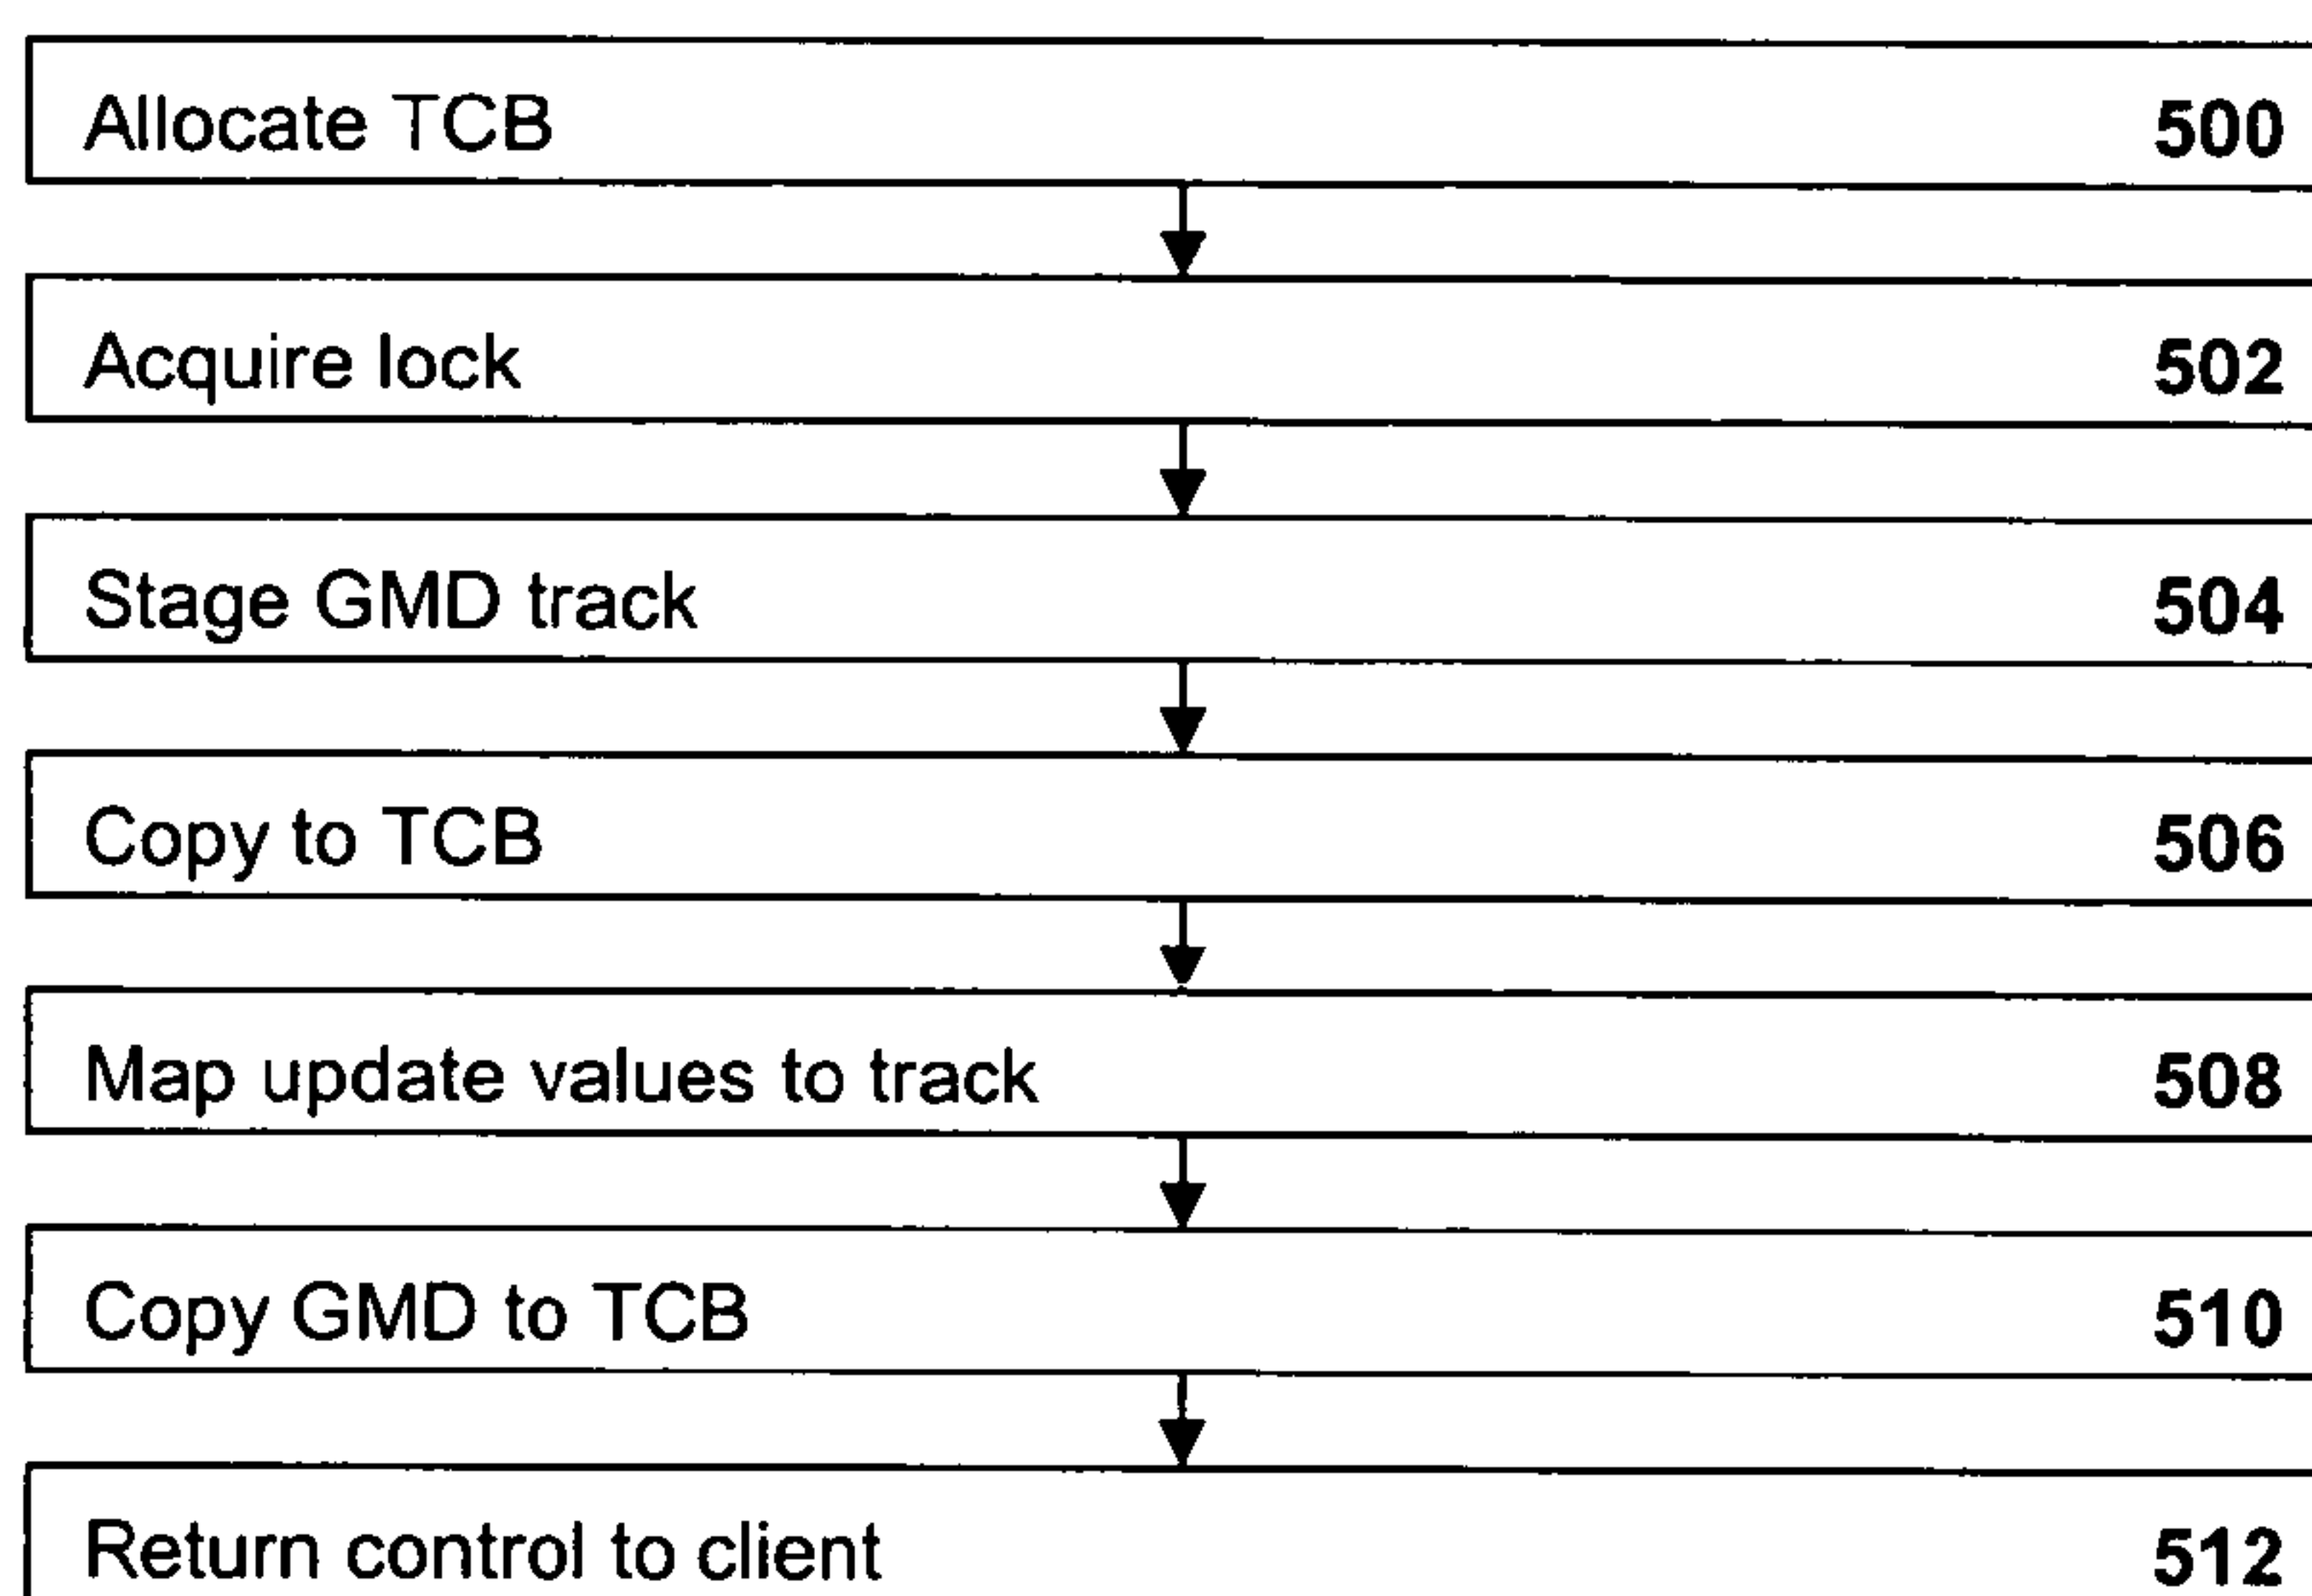 Allocate TCB 500
Acquire lock 502
Stage GMD track 504
Copy to TCB 506
Map update values to track 508
Copy GMD to TCB 510
Return control to client 512